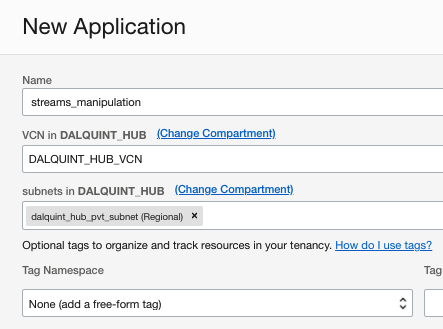 New Application
Name
streams_manipulation
VCN in DALQUINT_HUB (Change Compartment)
DALQUINT_HUB_VCN
subnets in DALQUINT_HUB (Change Compartment)
dalquint_hub_pvt_subnet (Regional) ×
Optional tags to organize and track resources in your tenancy. How do I use tags?
Tag Namespace Tag
None (add a free-form tag)